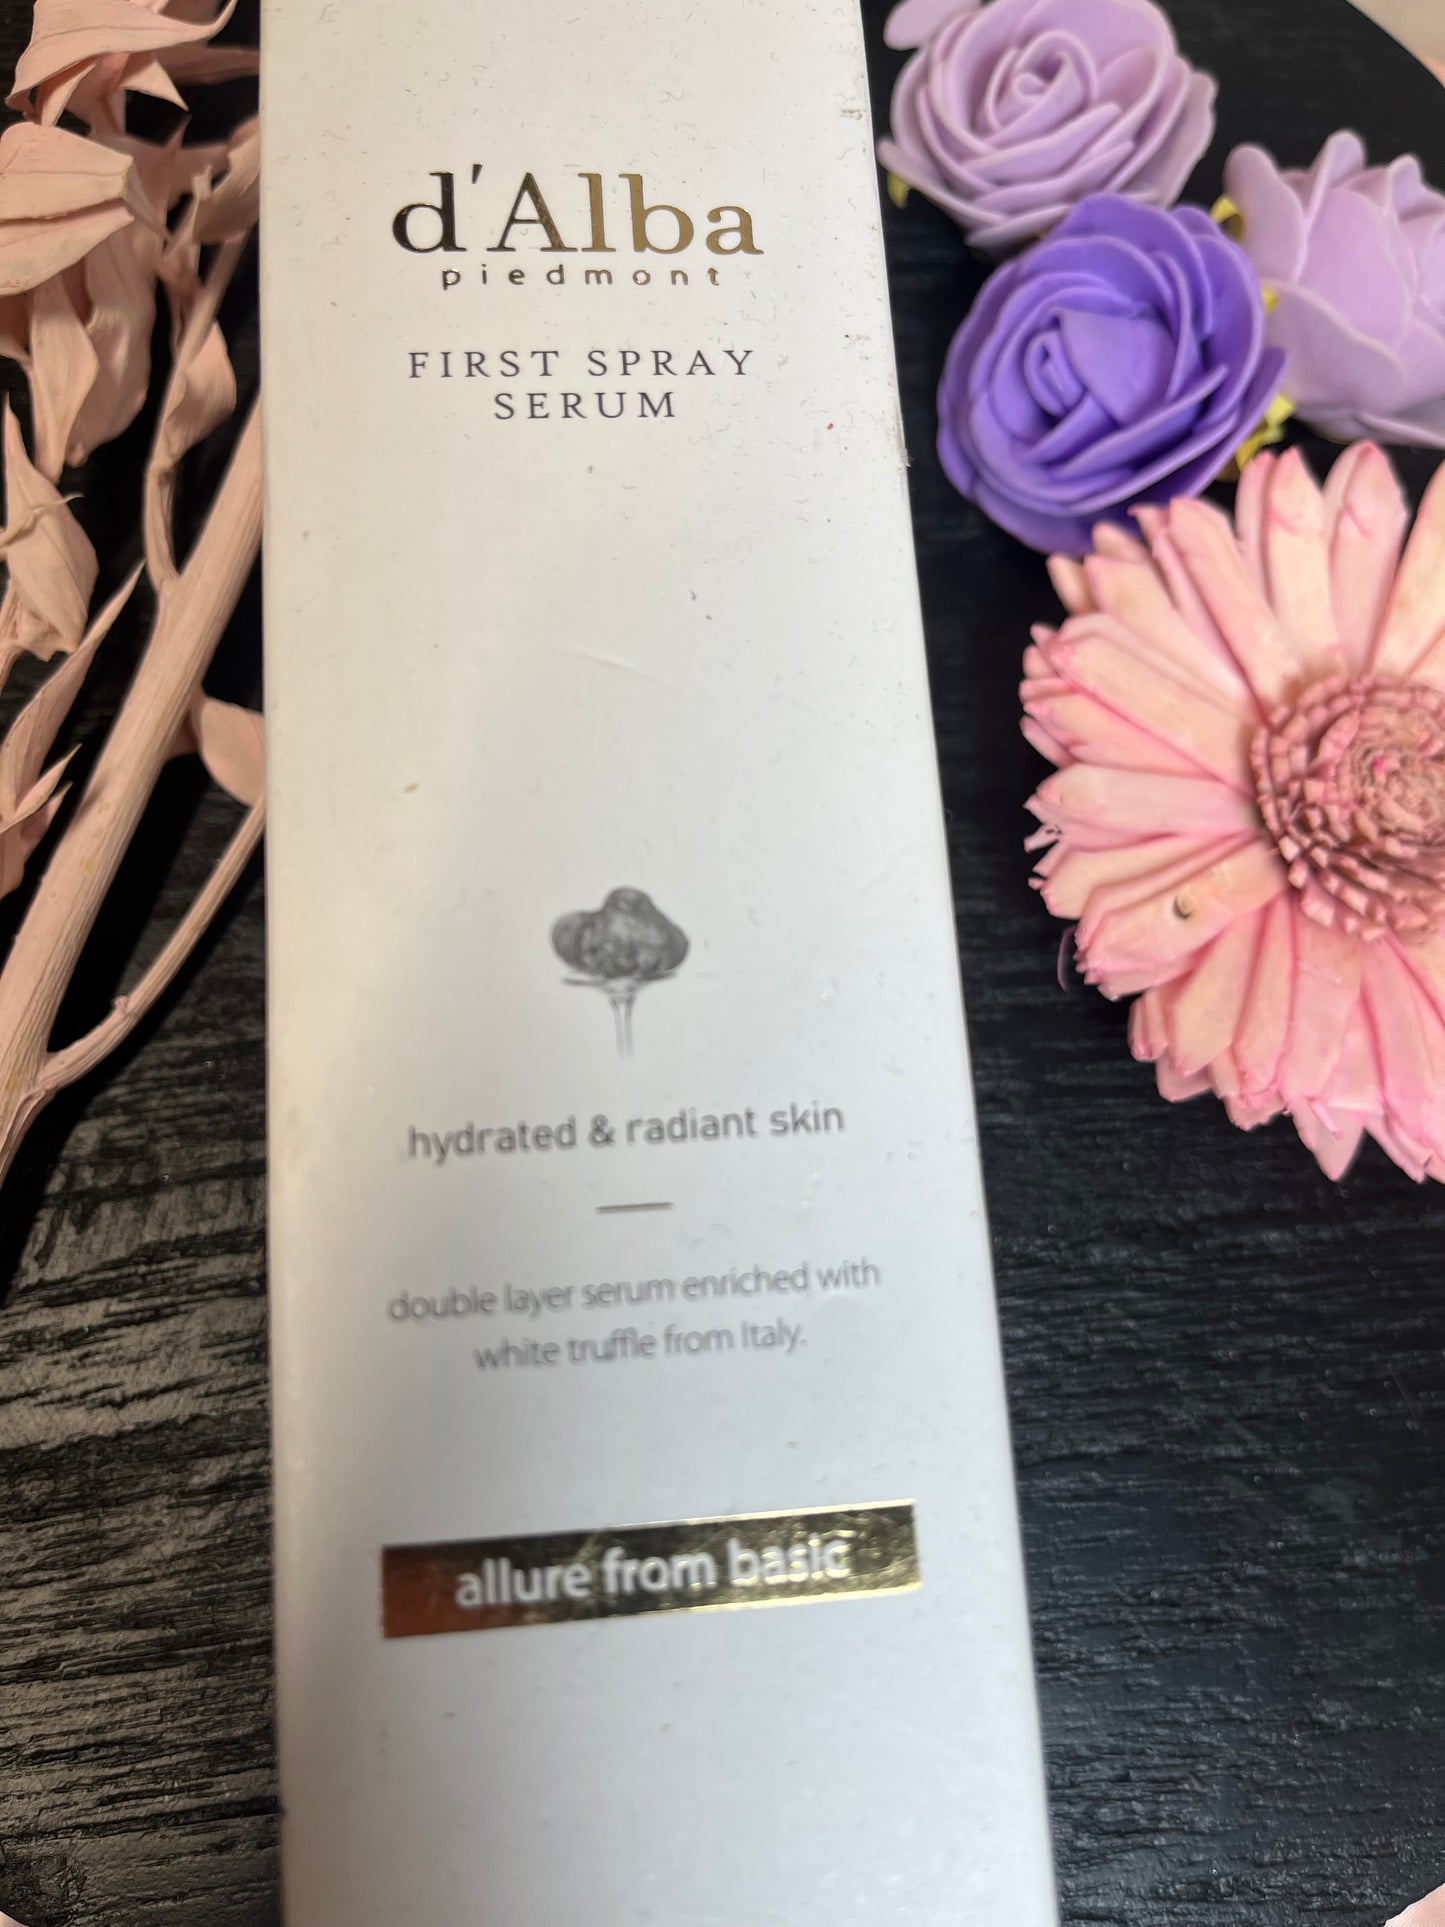 d'Alba
piedmont
FIRST SPRAY
SERUM
hydrated & radiant skin
double layer serum enriched with
white truffle from Italy.
allure from basic